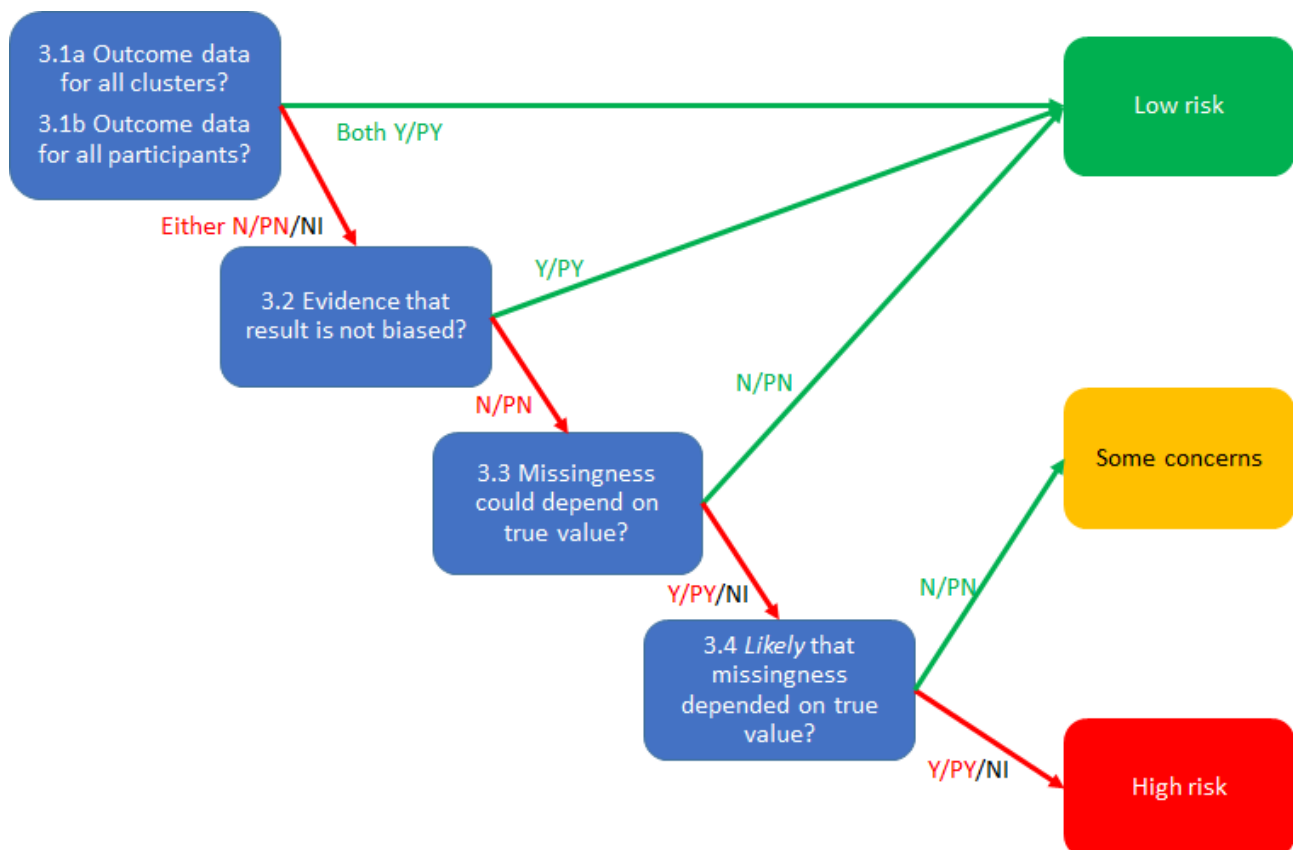 3.1a Outcome data
for all clusters?
3.1b Outcome data
for all participants?
Both Y/PY
Low risk
Either N/PN/NI
3.2 Evidence that
result is not biased?
Y/PY
N/PN
3.3 Missingness
could depend on
true value?
N/PN
Y/PY/NI
3.4 Likely that
missingness
depended on true
value?
N/PN
Some concerns
Y/PY/NI
High risk